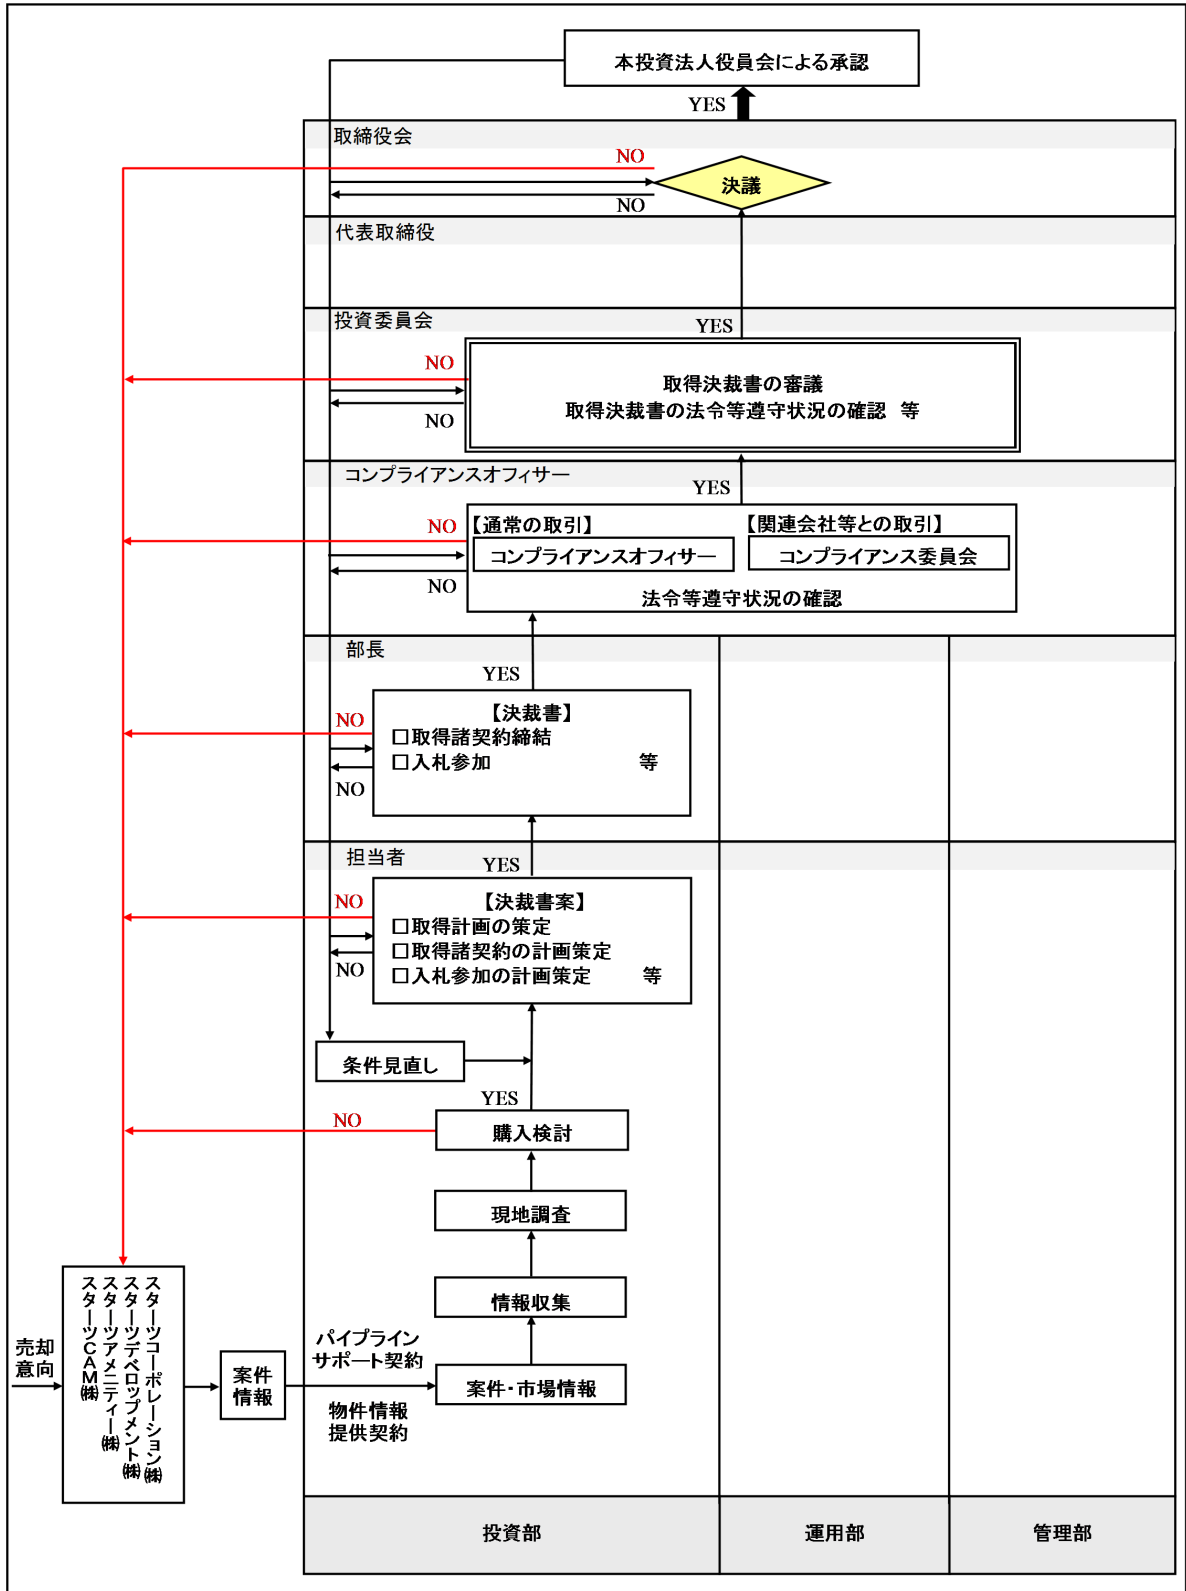 本投資法人役員会による承認
YES
取締役会
NO
決議
NO
代表取締役
投資委員会
YES
NO
取得決裁書の審議
取得決裁書の法令等遵守状況の確認 等
NO
コンプライアンスオフィサー
YES
NO
【通常の取引】
【関連会社等との取引】
コンプライアンスオフィサー
コンプライアンス委員会
NO
法令等遵守状況の確認
部長
YES
NO
【決裁書】
□取得諸契約締結
□入札参加 等
NO
担当者
YES
NO
【決裁書案】
□取得計画の策定
□取得諸契約の計画策定
□入札参加の計画策定 等
NO
条件見直し
YES
NO
購入検討
現地調査
情報収集
売却
意向
スターツコーポレーション㈱
スターツデベロップメント㈱
スターツアメニティー㈱
スターツCAM㈱
案件
情報
パイプライン
サポート契約
物件情報
提供契約
案件・市場情報
投資部
運用部
管理部